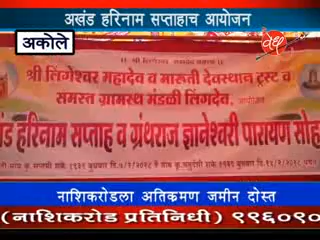 अखंड हरिनाम सप्ताहाच आयोजन
अकोले
वेध
श्री लिंगेश्वर महादेव व मारुती देवस्थान ट्रस्ट व
समस्त ग्रामस्थ मंडळी लिंगदेव,
हरिनाम सप्ताह व ग्रंथराज ज्ञानेश्वरी पारायण सोह
नाशिकरोडला अतिक्रमण जमीन दोस्त
(नाशिकरोड प्रतिनिधी) ९९६०९०